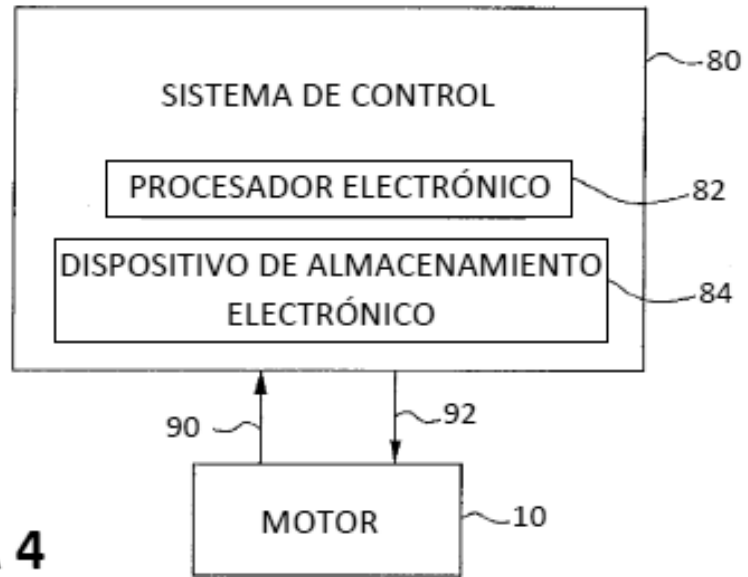 SISTEMA DE CONTROL
80
PROCESADOR ELECTRÓNICO
82
DISPOSITIVO DE ALMACENAMIENTO
ELECTRÓNICO
84
90
92
MOTOR
10
4